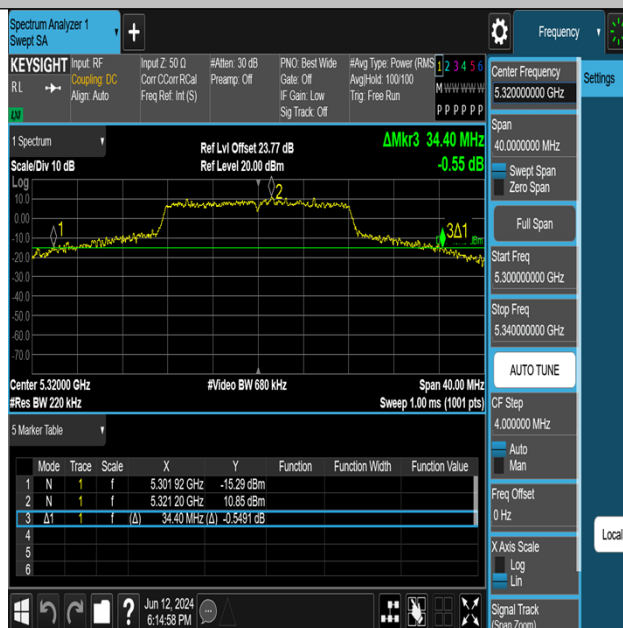 Spectrum Analyzer 1
Swept SA
+
Frequency
KEYSIGHT
RL
LXI
Input: RF
Coupling: DC
Align: Auto
Input Z: 50 Ω
Corr CCorr RCal
Freq Ref: Int (S)
#Atten: 30 dB
Preamp: Off
PNO: Best Wide
Gate: Off
IF Gain: Low
Sig Track: Off
#Avg Type: Power (RMS
Avg|Hold: 100/100
Trig: Free Run
1 2 3 4 5 6
M W W W W W
P P P P P P
1 Spectrum
Scale/Div 10 dB
Ref Lvl Offset 23.77 dB
Ref Level 20.00 dBm
ΔMkr3 34.40 MHz
-0.55 dB
Log
10.0
0.00
-10.0
-20.0
-30.0
-40.0
-50.0
-60.0
-70.0
1
2
3Δ1
dBm
Center 5.32000 GHz
#Res BW 220 kHz
#Video BW 680 kHz
Span 40.00 MHz
Sweep 1.00 ms (1001 pts)
5 Marker Table
Mode Trace Scale X Y Function Function Width Function Value
1 N 1 f 5.301 92 GHz -15.29 dBm
2 N 1 f 5.321 20 GHz 10.85 dBm
3 Δ1 1 f (Δ) 34.40 MHz (Δ) -0.5491 dB
4
5
6
Jun 12, 2024
6:14:58 PM
Center Frequency
5.320000000 GHz
Settings
Span
40.0000000 MHz
Swept Span
Zero Span
Full Span
Start Freq
5.300000000 GHz
Stop Freq
5.340000000 GHz
AUTO TUNE
CF Step
4.000000 MHz
Auto
Man
Freq Offset
0 Hz
X Axis Scale
Log
Lin
Local
Signal Track
(Span Zoom)